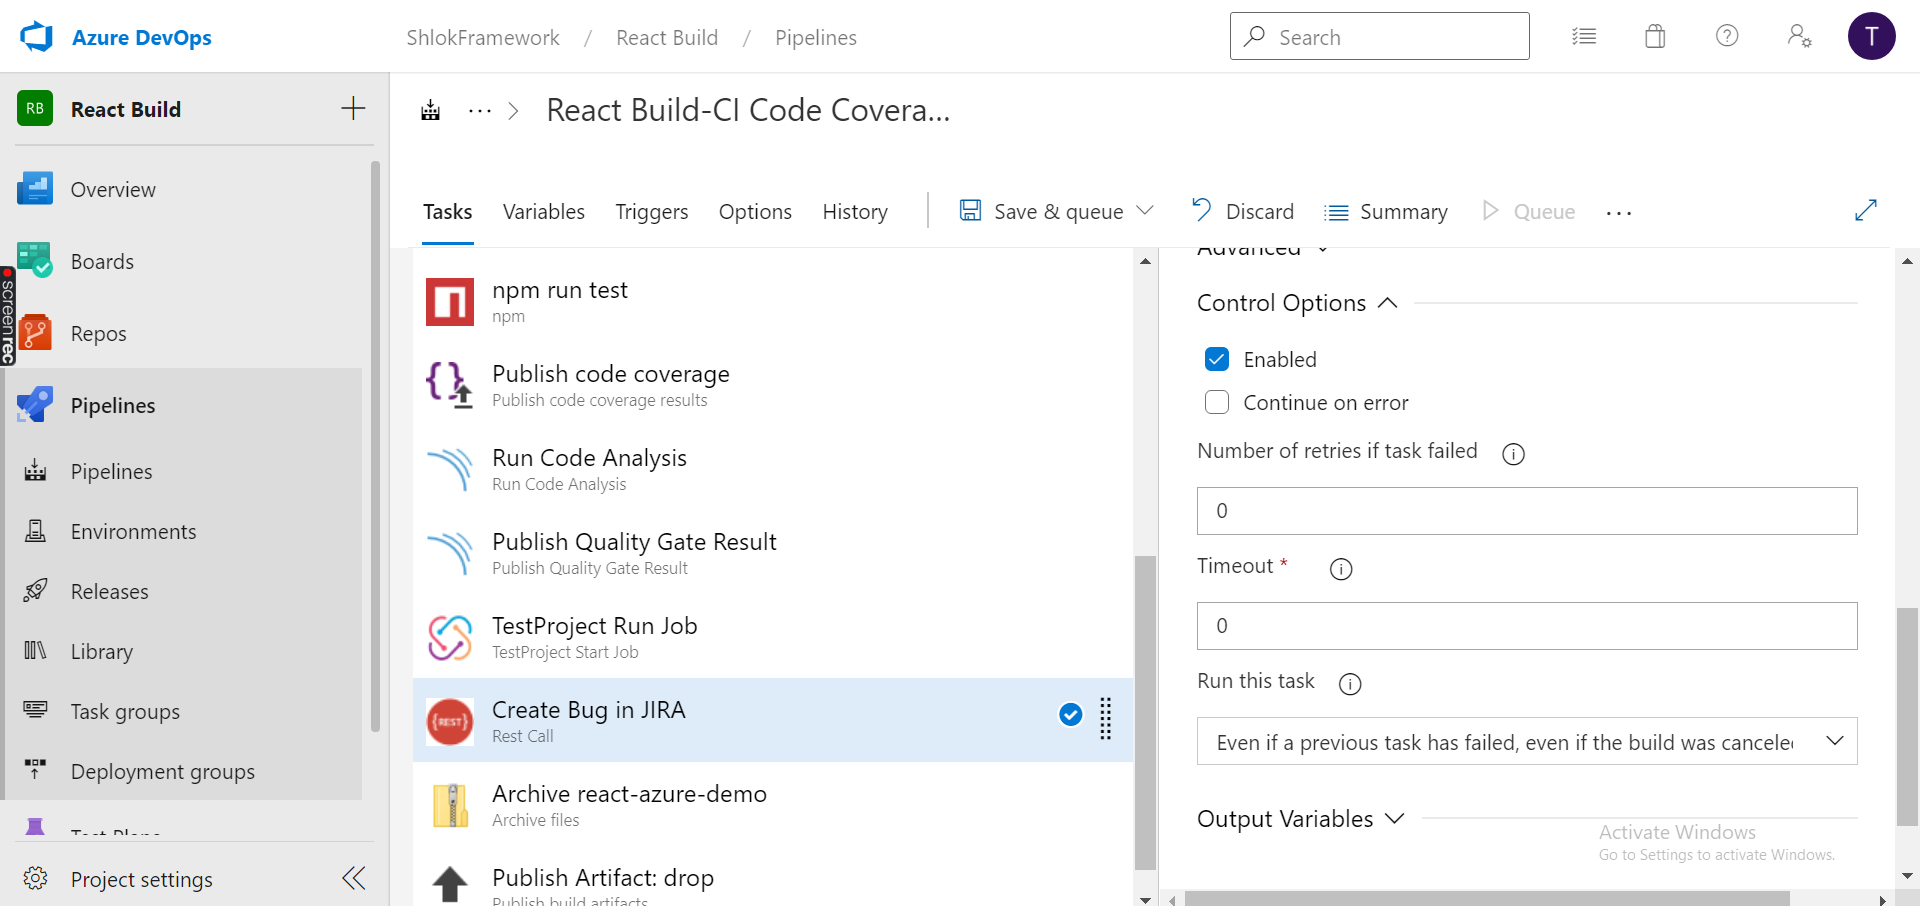 Azure DevOps
ShlokFramework / React Build / Pipelines
Search
T
RB React Build
Overview
Boards
Repos
Pipelines
Pipelines
Environments
Releases
Library
Task groups
Deployment groups
Test Plans
Project settings
screenrec
... > React Build-CI Code Covera...
Tasks Variables Triggers Options History Save & queue Discard Summary Queue ...
npm run test
npm
Publish code coverage
Publish code coverage results
Run Code Analysis
Run Code Analysis
Publish Quality Gate Result
Publish Quality Gate Result
TestProject Run Job
TestProject Start Job
{REST}
Create Bug in JIRA
Rest Call
Archive react-azure-demo
Archive files
Publish Artifact: drop
Publish build artifacts
Advanced
Control Options
Enabled
Continue on error
Number of retries if task failed
0
Timeout *
0
Run this task
Even if a previous task has failed, even if the build was cancele
Output Variables
Activate Windows
Go to Settings to activate Windows.